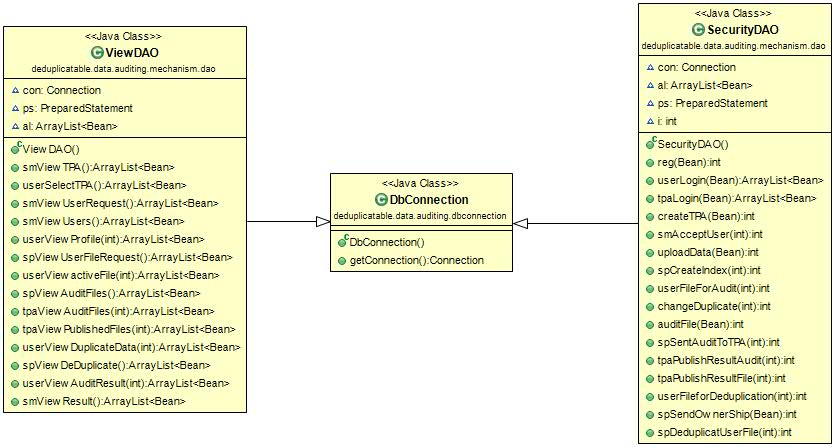 <<Java Class>>
ViewDAO
deduplicatable.data.auditing.mechanism.dao
con: Connection
ps: PreparedStatement
al: ArrayList<Bean>
View DAO()
smView TPA():ArrayList<Bean>
userSelectTPA():ArrayList<Bean>
smView UserRequest():ArrayList<Bean>
smView Users():ArrayList<Bean>
userView Profile(int):ArrayList<Bean>
spView UserFileRequest():ArrayList<Bean>
userView activeFile(int):ArrayList<Bean>
spView AuditFiles():ArrayList<Bean>
tpaView AuditFiles(int):ArrayList<Bean>
tpaView PublishedFiles(int):ArrayList<Bean>
userView DuplicateData(int):ArrayList<Bean>
spView DeDuplicate():ArrayList<Bean>
userView AuditResult(int):ArrayList<Bean>
smView Result():ArrayList<Bean>
<<Java Class>>
DbConnection
deduplicatable.data.auditing.dbconnection
DbConnection()
getConnection():Connection
<<Java Class>>
SecurityDAO
deduplicatable.data.auditing.mechanism.dao
con: Connection
al: ArrayList<Bean>
ps: PreparedStatement
i: int
SecurityDAO()
reg(Bean):int
userLogin(Bean):ArrayList<Bean>
tpaLogin(Bean):ArrayList<Bean>
createTPA(Bean):int
smAcceptUser(int):int
uploadData(Bean):int
spCreateIndex(int):int
userFileForAudit(int):int
changeDuplicate(int):int
auditFile(Bean):int
spSentAuditToTPA(int):int
tpaPublishResultAudit(int):int
tpaPublishResultFile(int):int
userFileforDeduplication(int):int
spSendOwnerShip(Bean):int
spDeduplicatUserFile(int):int